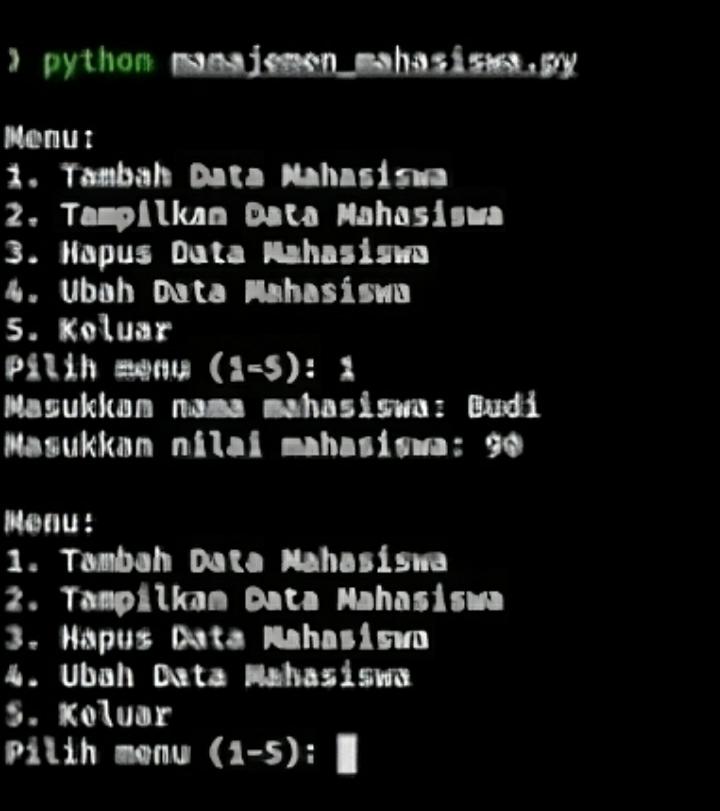 ❯ python manajemen_mahasiswa.py
Menu:
1. Tambah Data Mahasiswa
2. Tampilkan Data Mahasiswa
3. Hapus Data Mahasiswa
4. Ubah Data Mahasiswa
5. Keluar
Pilih menu (1-5): 1
Masukkan nama mahasiswa: Budi
Masukkan nilai mahasiswa: 90
Menu:
1. Tambah Data Mahasiswa
2. Tampilkan Data Mahasiswa
3. Hapus Data Mahasiswa
4. Ubah Data Mahasiswa
5. Keluar
Pilih menu (1-5):